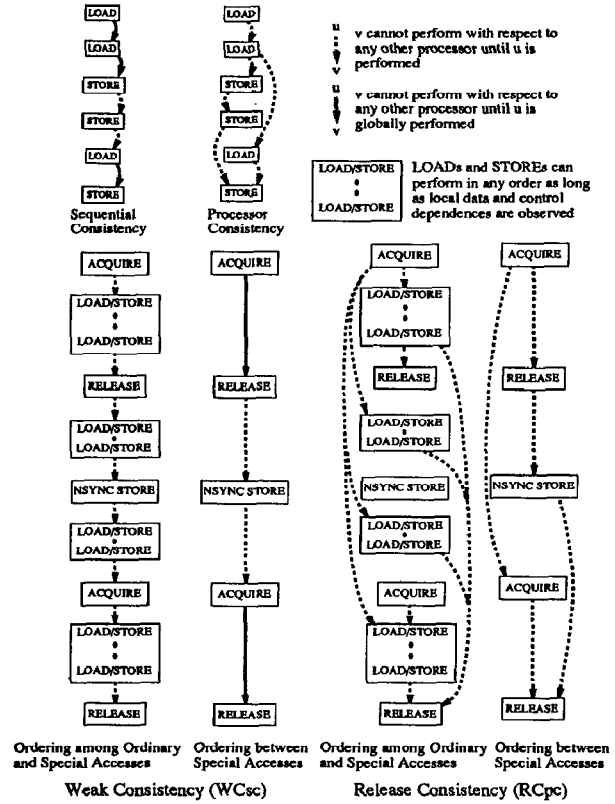 LOAD
LOAD
STORE
STORE
LOAD
STORE
Sequential
Consistency
LOAD
LOAD
STORE
STORE
LOAD
STORE
Processor
Consistency
u
v
v cannot perform with respect to
any other processor until u is
performed
u
v
v cannot perform with respect to
any other processor until u is
globally performed
LOAD/STORE
LOAD/STORE
LOADs and STOREs can
perform in any order as long
as local data and control
dependences are observed
ACQUIRE
LOAD/STORE
LOAD/STORE
RELEASE
LOAD/STORE
LOAD/STORE
NSYNC STORE
LOAD/STORE
LOAD/STORE
ACQUIRE
LOAD/STORE
LOAD/STORE
RELEASE
Ordering among Ordinary
and Special Accesses
ACQUIRE
RELEASE
NSYNC STORE
ACQUIRE
RELEASE
Ordering between
Special Accesses
Weak Consistency (WCsc)
ACQUIRE
LOAD/STORE
LOAD/STORE
RELEASE
LOAD/STORE
LOAD/STORE
NSYNC STORE
LOAD/STORE
LOAD/STORE
ACQUIRE
LOAD/STORE
LOAD/STORE
RELEASE
Ordering among Ordinary
and Special Accesses
ACQUIRE
RELEASE
NSYNC STORE
ACQUIRE
RELEASE
Ordering between
Special Accesses
Release Consistency (RCpc)